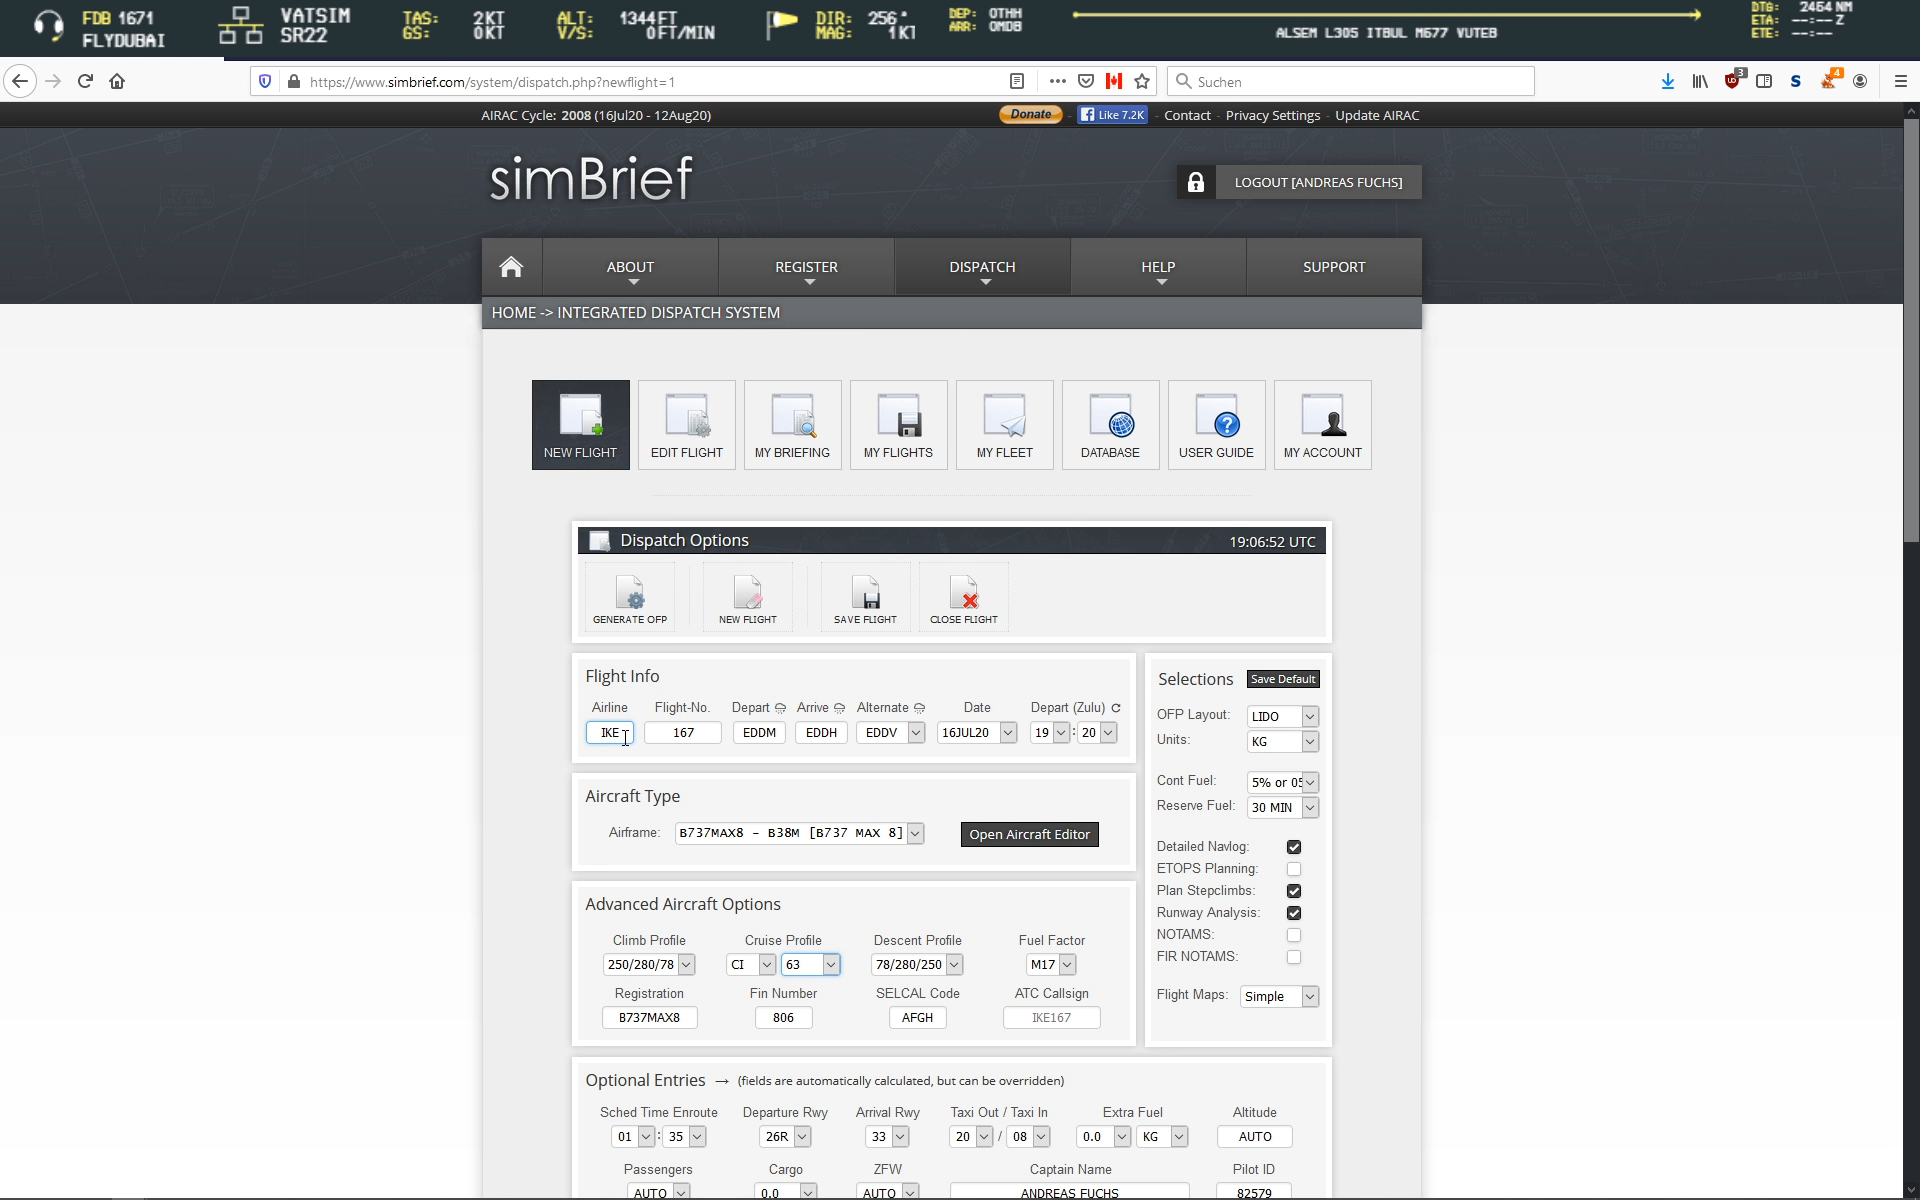 FDB 1671
FLYDUBAI
VATSIM
SR22
TAS: 2KT
GS: 0KT
ALT: 1344FT
V/S: 0FT/MIN
DIR: 256°
MAG: 1KT
DEP: OTHH
ARR: OMDB
ALSEM L305 ITBUL M677 VUTEB
DTG: 2464 NM
ETA: --:-- Z
ETE: --:--
https://www.simbrief.com/system/dispatch.php?newflight=1
Suchen
3
4
AIRAC Cycle: 2008 (16Jul20 - 12Aug20)
Donate - Like 7.2K - Contact - Privacy Settings - Update AIRAC
simBrief
LOGOUT [ANDREAS FUCHS]
ABOUT
REGISTER
DISPATCH
HELP
SUPPORT
HOME -> INTEGRATED DISPATCH SYSTEM
NEW FLIGHT
EDIT FLIGHT
MY BRIEFING
MY FLIGHTS
MY FLEET
DATABASE
USER GUIDE
MY ACCOUNT
Dispatch Options
19:06:52 UTC
GENERATE OFP
NEW FLIGHT
SAVE FLIGHT
CLOSE FLIGHT
Flight Info
Airline Flight-No. Depart Arrive Alternate Date Depart (Zulu)
IKE 167 EDDM EDDH EDDV 16JUL20 19 : 20
Selections Save Default
OFP Layout: LIDO
Units: KG
Cont Fuel: 5% or 05
Reserve Fuel: 30 MIN
Detailed Navlog:
ETOPS Planning:
Plan Stepclimbs:
Runway Analysis:
NOTAMS:
FIR NOTAMS:
Flight Maps: Simple
Aircraft Type
Airframe: B737MAX8 - B38M [B737 MAX 8] Open Aircraft Editor
Advanced Aircraft Options
Climb Profile Cruise Profile Descent Profile Fuel Factor
250/280/78 CI 63 78/280/250 M17
Registration Fin Number SELCAL Code ATC Callsign
B737MAX8 806 AFGH IKE167
Optional Entries → (fields are automatically calculated, but can be overridden)
Sched Time Enroute Departure Rwy Arrival Rwy Taxi Out / Taxi In Extra Fuel Altitude
01 : 35 26R 33 20 / 08 0.0 KG AUTO
Passengers Cargo ZFW Captain Name Pilot ID
AUTO 0.0 AUTO ANDREAS FUCHS 82579